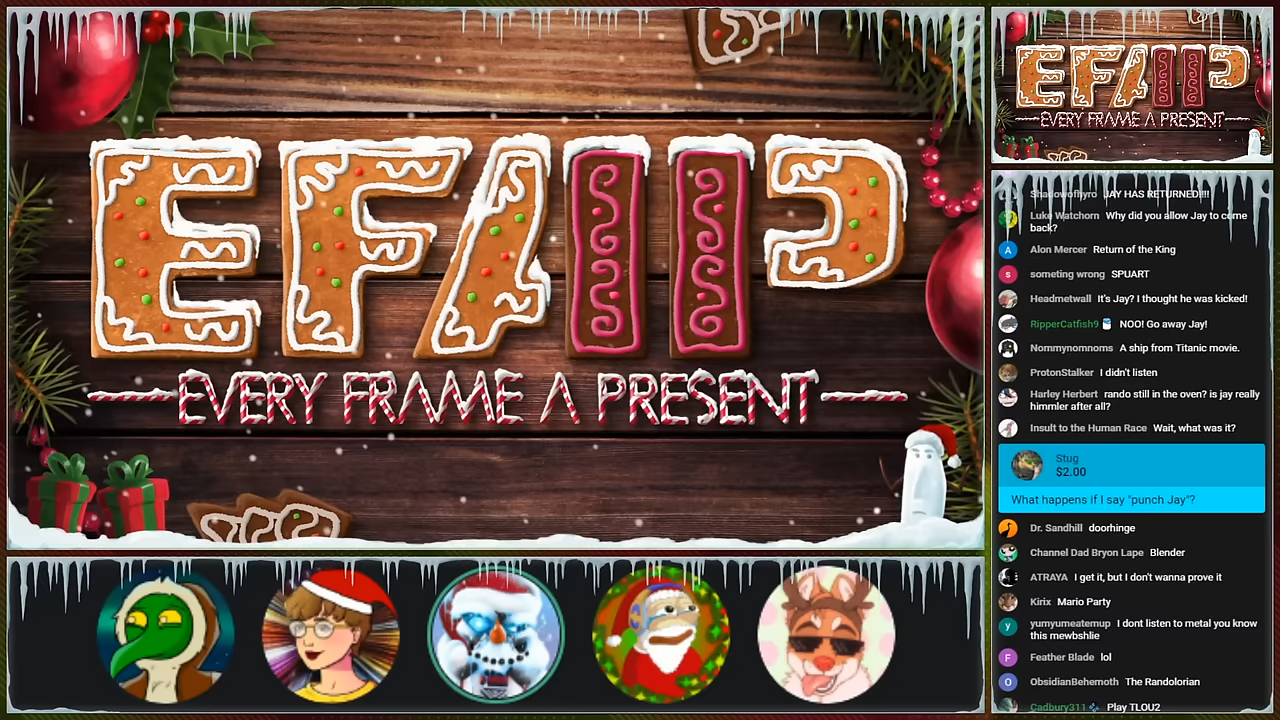 EFAIIP
EVERY FRAME A PRESENT
EFAIIP
EVERY FRAME A PRESENT
Shadowofhyro JAY HAS RETURNED!!!!
Luke Watchorn Why did you allow Jay to come
back?
A Alon Mercer Return of the King
s someting wrong SPUART
Headmetwall It's Jay? I thought he was kicked!
RipperCatfish9 NOO! Go away Jay!
Nommynomnoms A ship from Titanic movie.
ProtonStalker I didn't listen
Harley Herbert rando still in the oven? is jay really
himmler after all?
Insult to the Human Race Wait, what was it?
Stug
$2.00
What happens if I say "punch Jay"?
Dr. Sandhill doorhinge
Channel Dad Bryon Lape Blender
ATRAYA I get it, but I don't wanna prove it
Kirix Mario Party
y yumyumeatemup I dont listen to metal you know
this mewbshlie
F Feather Blade lol
O ObsidianBehemoth The Randolorian
Cadbury311 Play TLOU2